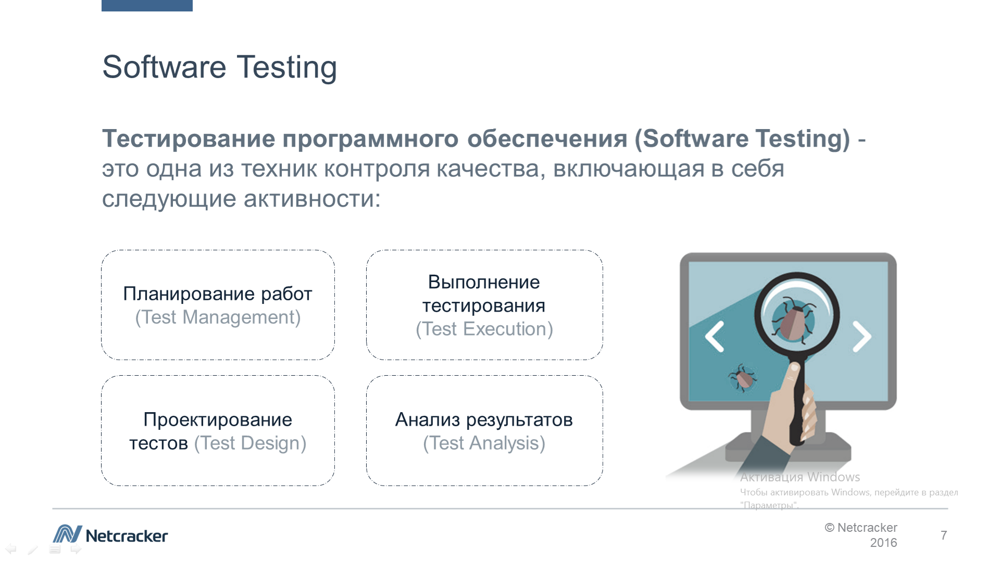 Software Testing
Тестирование программного обеспечения (Software Testing) -
это одна из техник контроля качества, включающая в себя
следующие активности:
Планирование работ
(Test Management)
Выполнение
тестирования
(Test Execution)
Проектирование
тестов (Test Design)
Анализ результатов
(Test Analysis)
Активация Windows
Чтобы активировать Windows, перейдите в раздел
"Параметры".
Netcracker
© Netcracker
2016
7